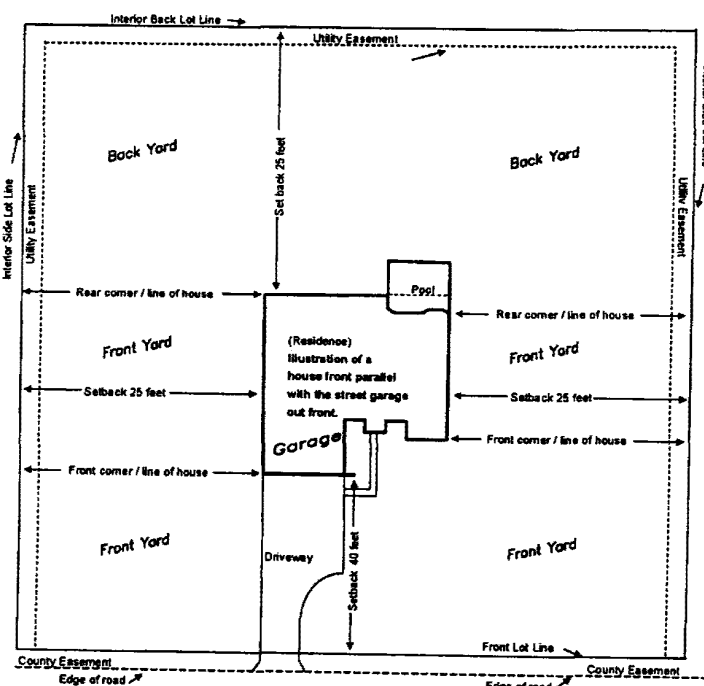 Interior Back Lot Line
Utility Easement
Back Yard
Back Yard
Set back 25 feet
Interior Side Lot Line
Utility Easement
Utility Easement
Pool
Rear corner / line of house
Rear corner / line of house
(Residence)
Illustration of a
house front parallel
with the street garage
out front.
Front Yard
Front Yard
Setback 25 feet
Setback 25 feet
Garage
Front corner / line of house
Front corner / line of house
Front Yard
Front Yard
Driveway
Setback 40 feet
Front Lot Line
County Easement
County Easement
Edge of road
Edge of road